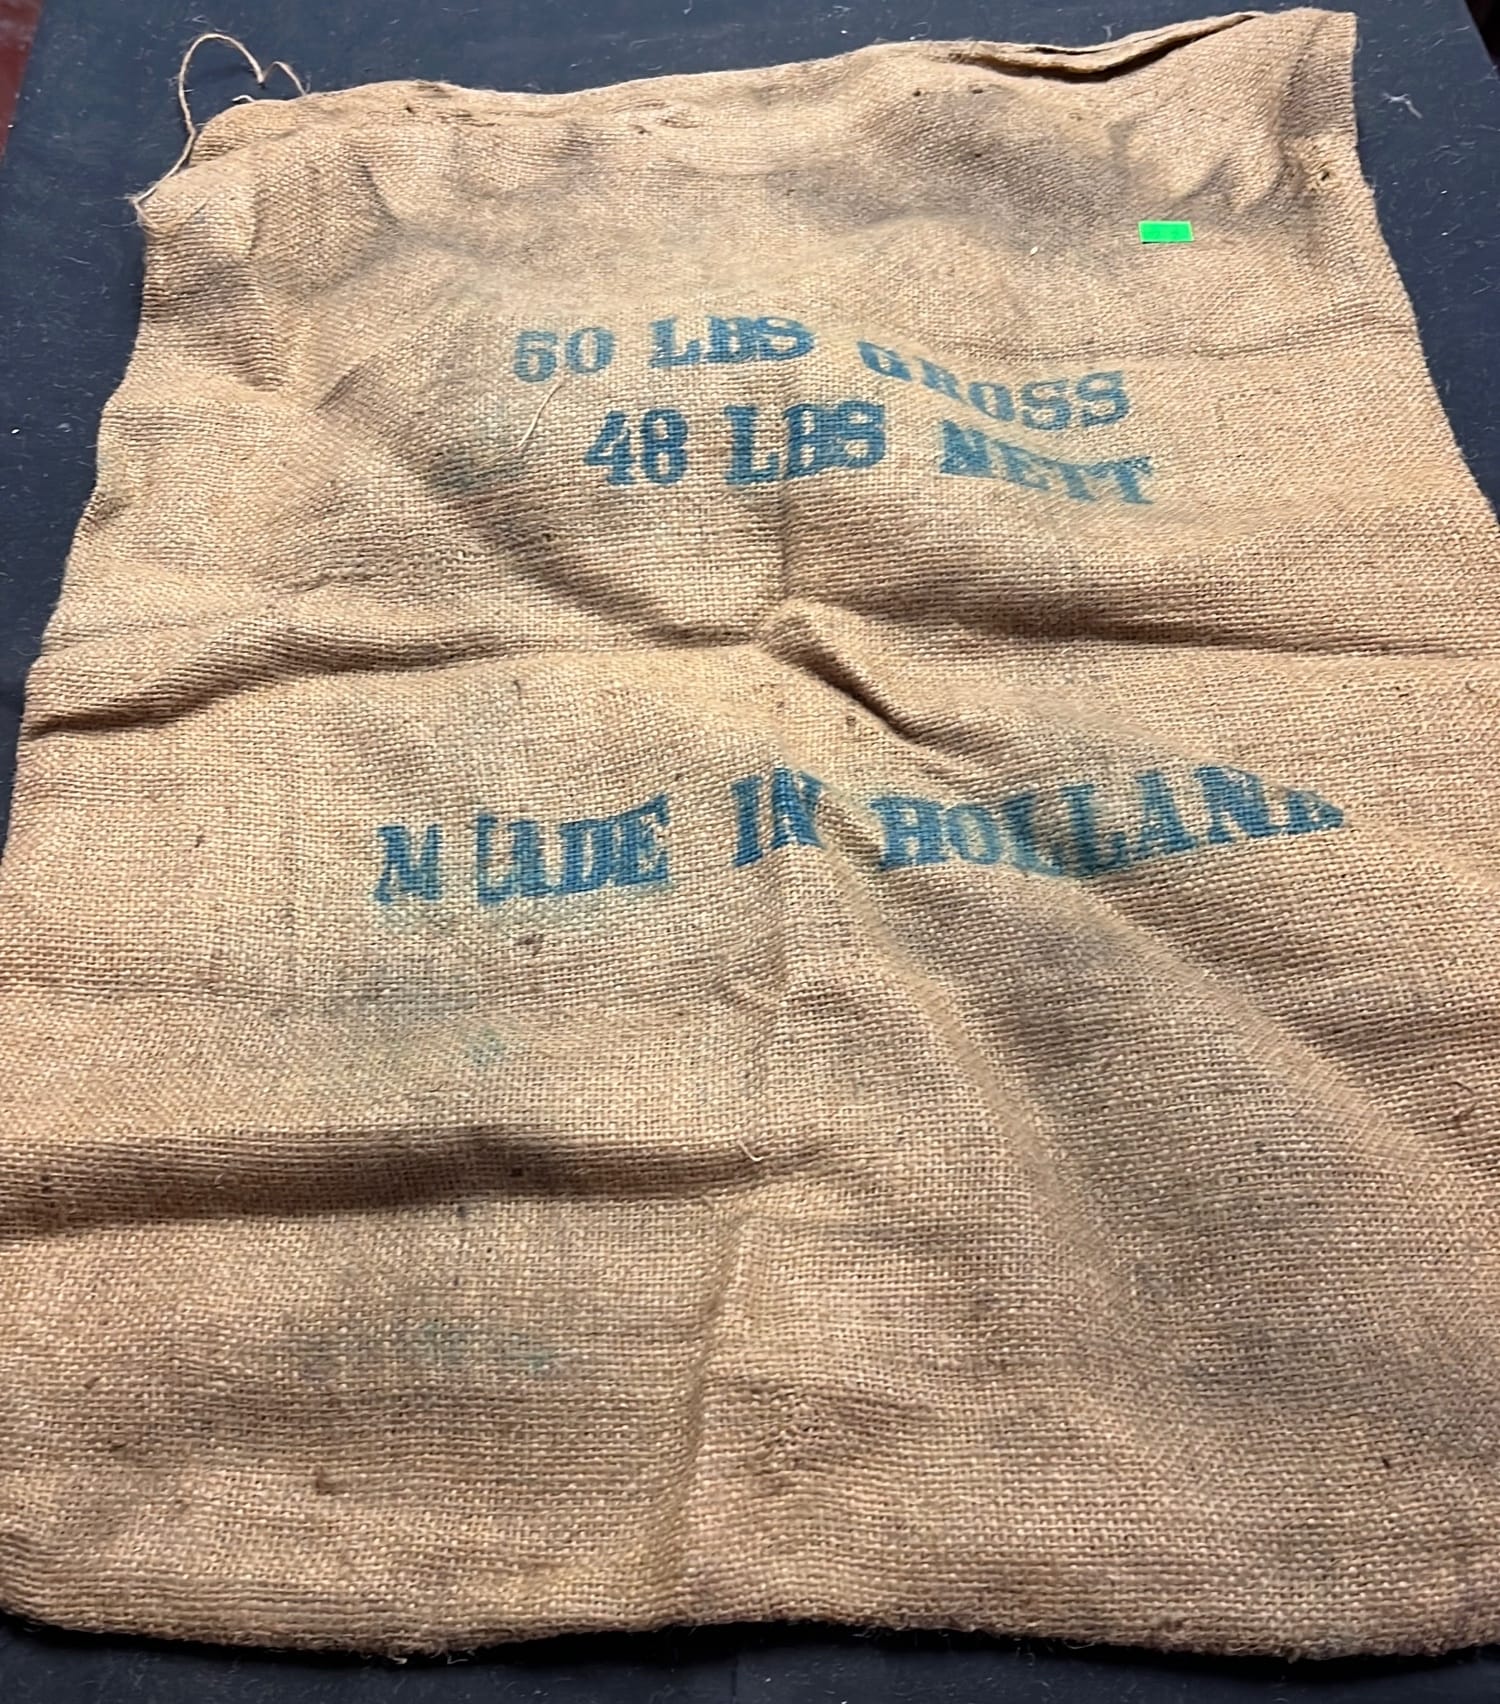 50 LBS GROSS
48 LBS NETT
MADE IN HOLLAND